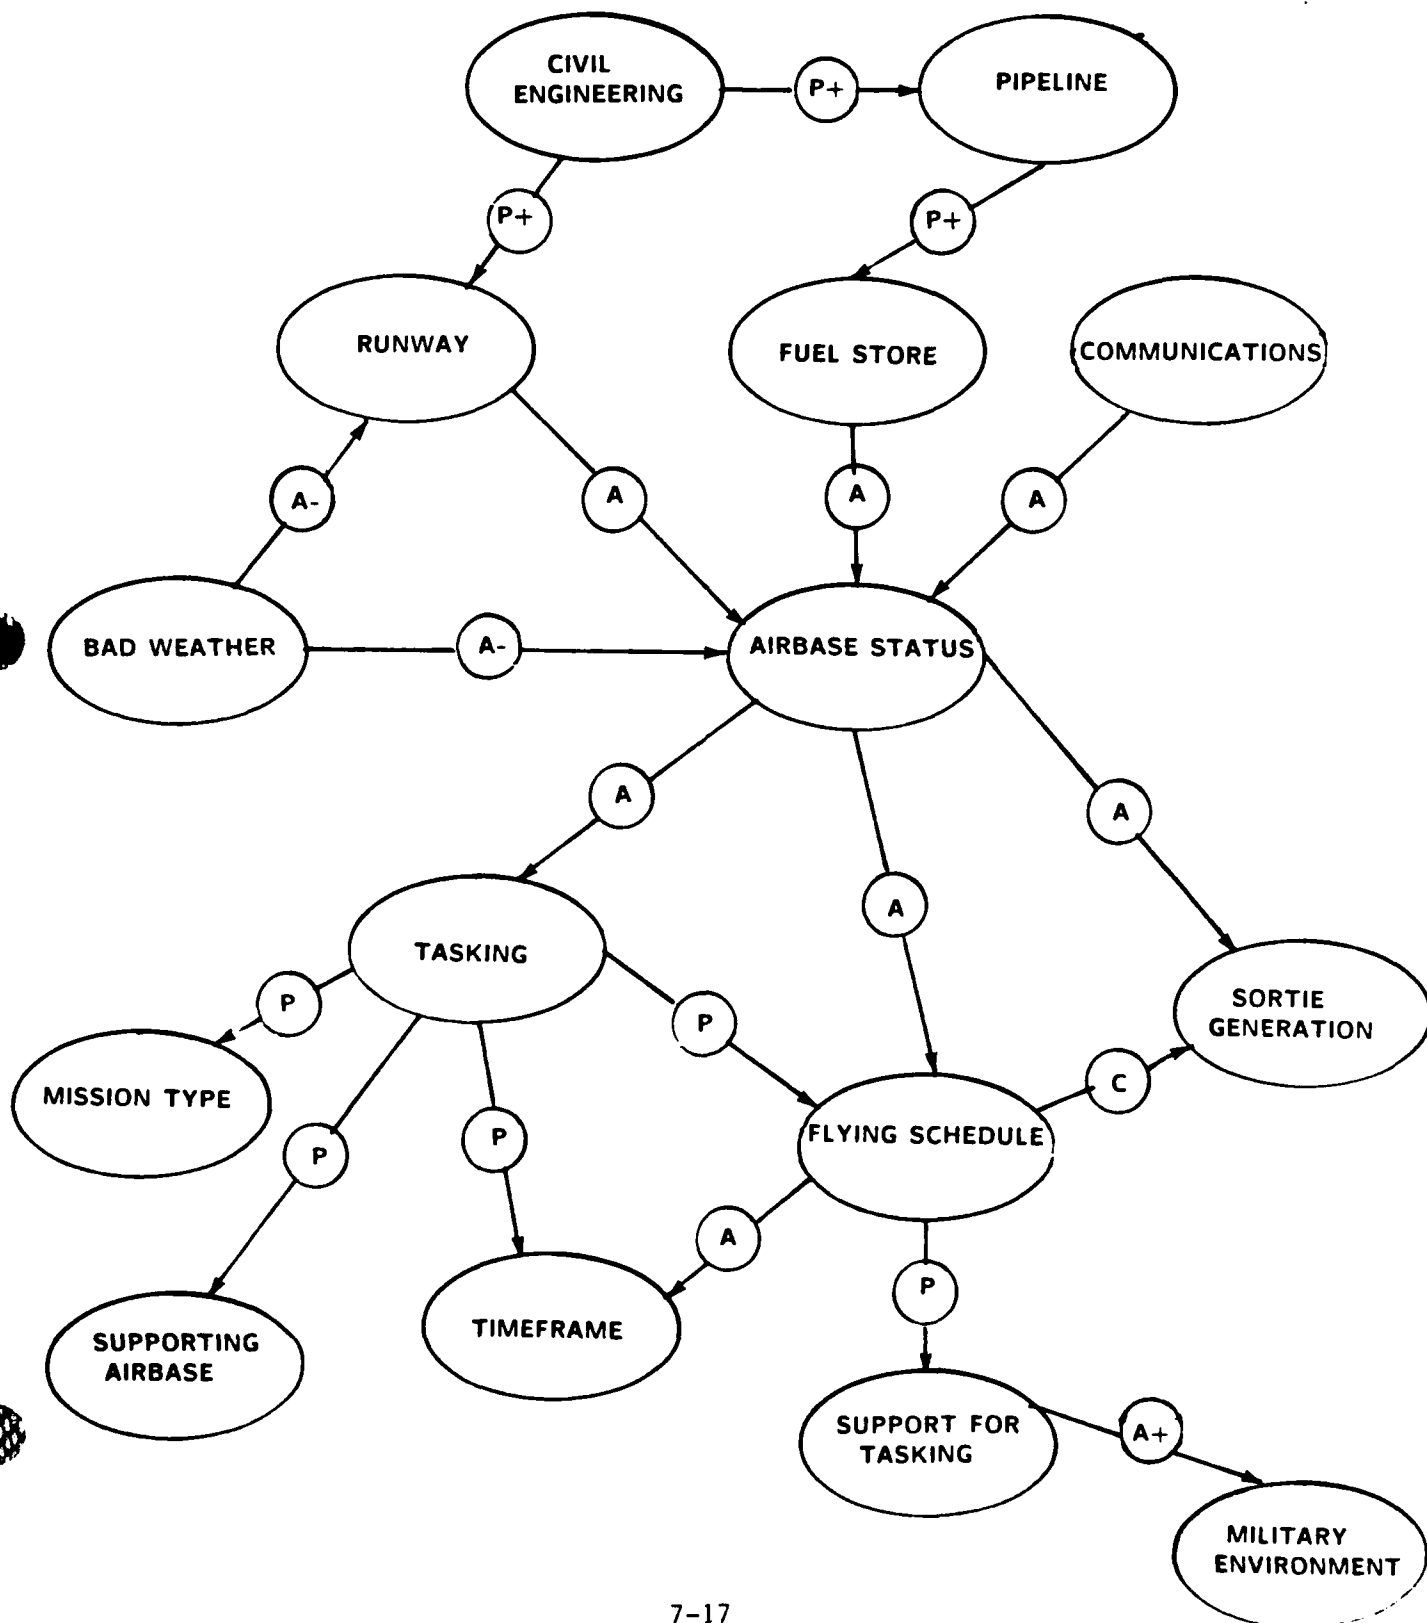 CIVIL
ENGINEERING
P+
PIPELINE
P+
P+
RUNWAY
FUEL STORE
COMMUNICATIONS
A-
A
A
A
BAD WEATHER
A-
AIRBASE STATUS
A
A
A
TASKING
P
P
SORTIE
GENERATION
MISSION TYPE
C
P
P
FLYING SCHEDULE
A
P
SUPPORTING
AIRBASE
TIMEFRAME
SUPPORT FOR
TASKING
A+
MILITARY
ENVIRONMENT
7-17